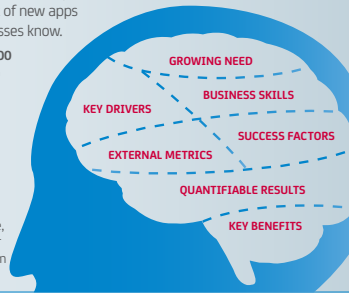 of new apps
sses know.
00
GROWING NEED
BUSINESS SKILLS
KEY DRIVERS
SUCCESS FACTORS
EXTERNAL METRICS
QUANTIFIABLE RESULTS
KEY BENEFITS